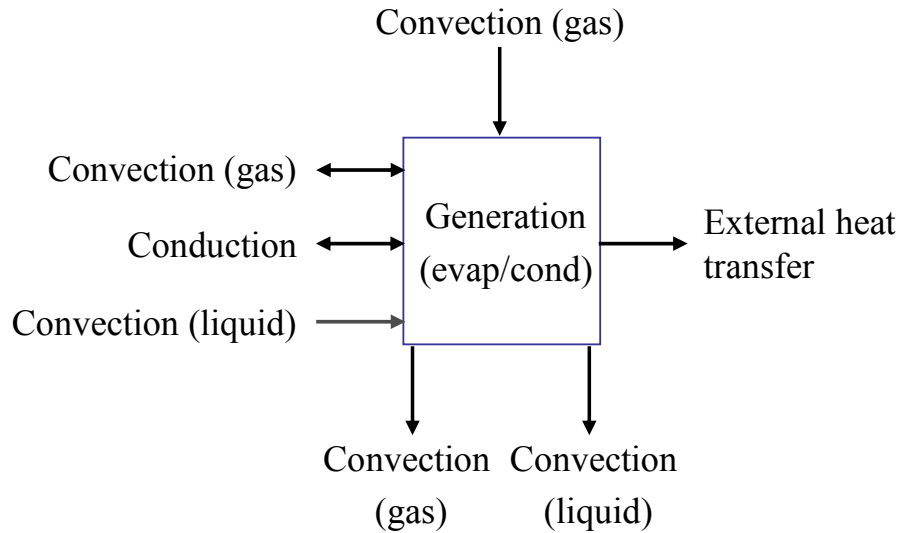 Convection (gas)
Convection (gas)
Generation
(evap/cond)
External heat
transfer
Conduction
Convection (liquid)
Convection
(gas)
Convection
(liquid)